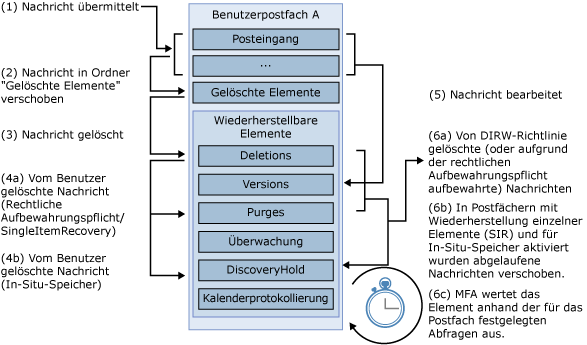 (1) Nachricht übermittelt
(2) Nachricht in Ordner
"Gelöschte Elemente"
verschoben
(3) Nachricht gelöscht
(4a) Vom Benutzer
gelöschte Nachricht
(Rechtliche
Aufbewahrungspflicht/
SingleItemRecovery)
(4b) Vom Benutzer
gelöschte Nachricht
(In-Situ-Speicher)
Benutzerpostfach A
Posteingang
...
Gelöschte Elemente
Wiederherstellbare
Elemente
Deletions
Versions
Purges
Überwachung
DiscoveryHold
Kalenderprotokollierung
(5) Nachricht bearbeitet
(6a) Von DIRW-Richtlinie
gelöschte (oder aufgrund
der rechtlichen
Aufbewahrungspflicht
aufbewahrte) Nachrichten
(6b) In Postfächern mit
Wiederherstellung einzelner
Elemente (SIR) und für
In-Situ-Speicher aktiviert
wurden abgelaufene
Nachrichten verschoben.
(6c) MFA wertet das
Element anhand der für das
Postfach festgelegten
Abfragen aus.